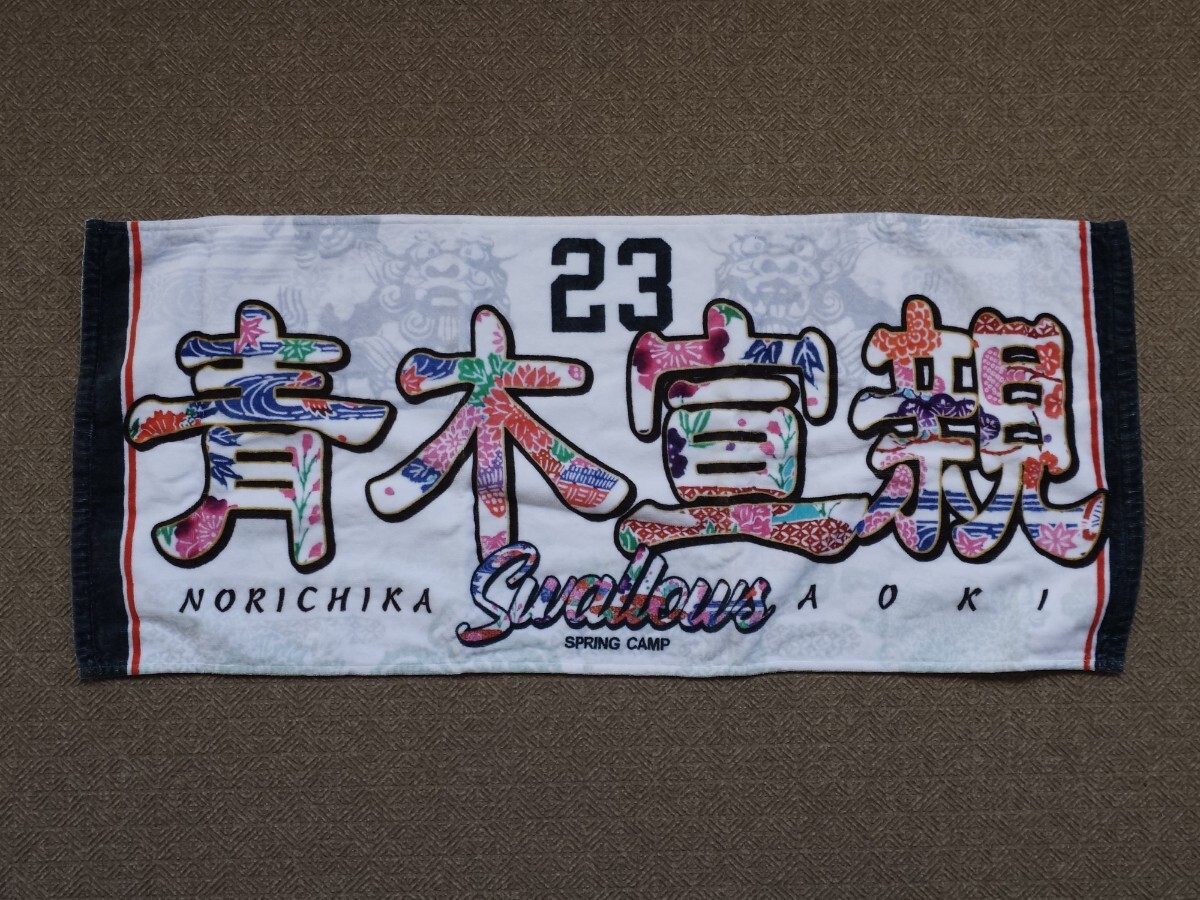 23
青木宣親
NORICHIKA Swallows AOKI
SPRING CAMP